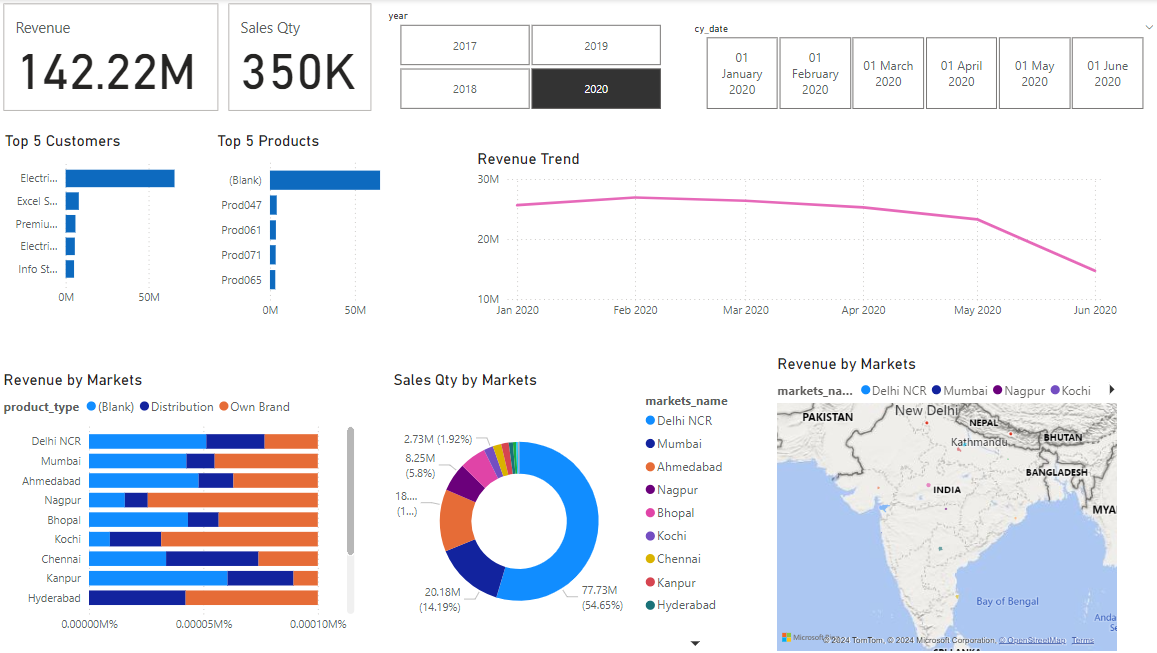 Revenue
142.22M
Sales Qty
350K
year
2017
2019
2018
2020
cy_date
01
January
2020
01
February
2020
01 March
2020
01 April
2020
01 May
2020
01 June
2020
Top 5 Customers
Electri...
Excel S...
Premiu...
Electri...
Info St...
0M
50M
Top 5 Products
(Blank)
Prod047
Prod061
Prod071
Prod065
0M
50M
Revenue Trend
30M
20M
10M
Jan 2020
Feb 2020
Mar 2020
Apr 2020
May 2020
Jun 2020
Revenue by Markets
product_type
(Blank)
Distribution
Own Brand
Delhi NCR
Mumbai
Ahmedabad
Nagpur
Bhopal
Kochi
Chennai
Kanpur
Hyderabad
0.00000M%
0.00005M%
0.00010M%
Sales Qty by Markets
2.73M (1.92%)
8.25M
(5.8%)
18....
(1...)
20.18M
(14.19%)
77.73M
(54.65%)
markets_name
Delhi NCR
Mumbai
Ahmedabad
Nagpur
Bhopal
Kochi
Chennai
Kanpur
Hyderabad
Revenue by Markets
markets_na...
Delhi NCR
Mumbai
Nagpur
Kochi
PAKISTAN
New Delhi
NEPAL
Kathmandu
BHUTAN
BANGLADESH
INDIA
MYA
Bay of Bengal
Anda
Se
Microsoft
© 2024 TomTom, © 2024 Microsoft Corporation, © OpenStreetMap Terms
SRI LANKA